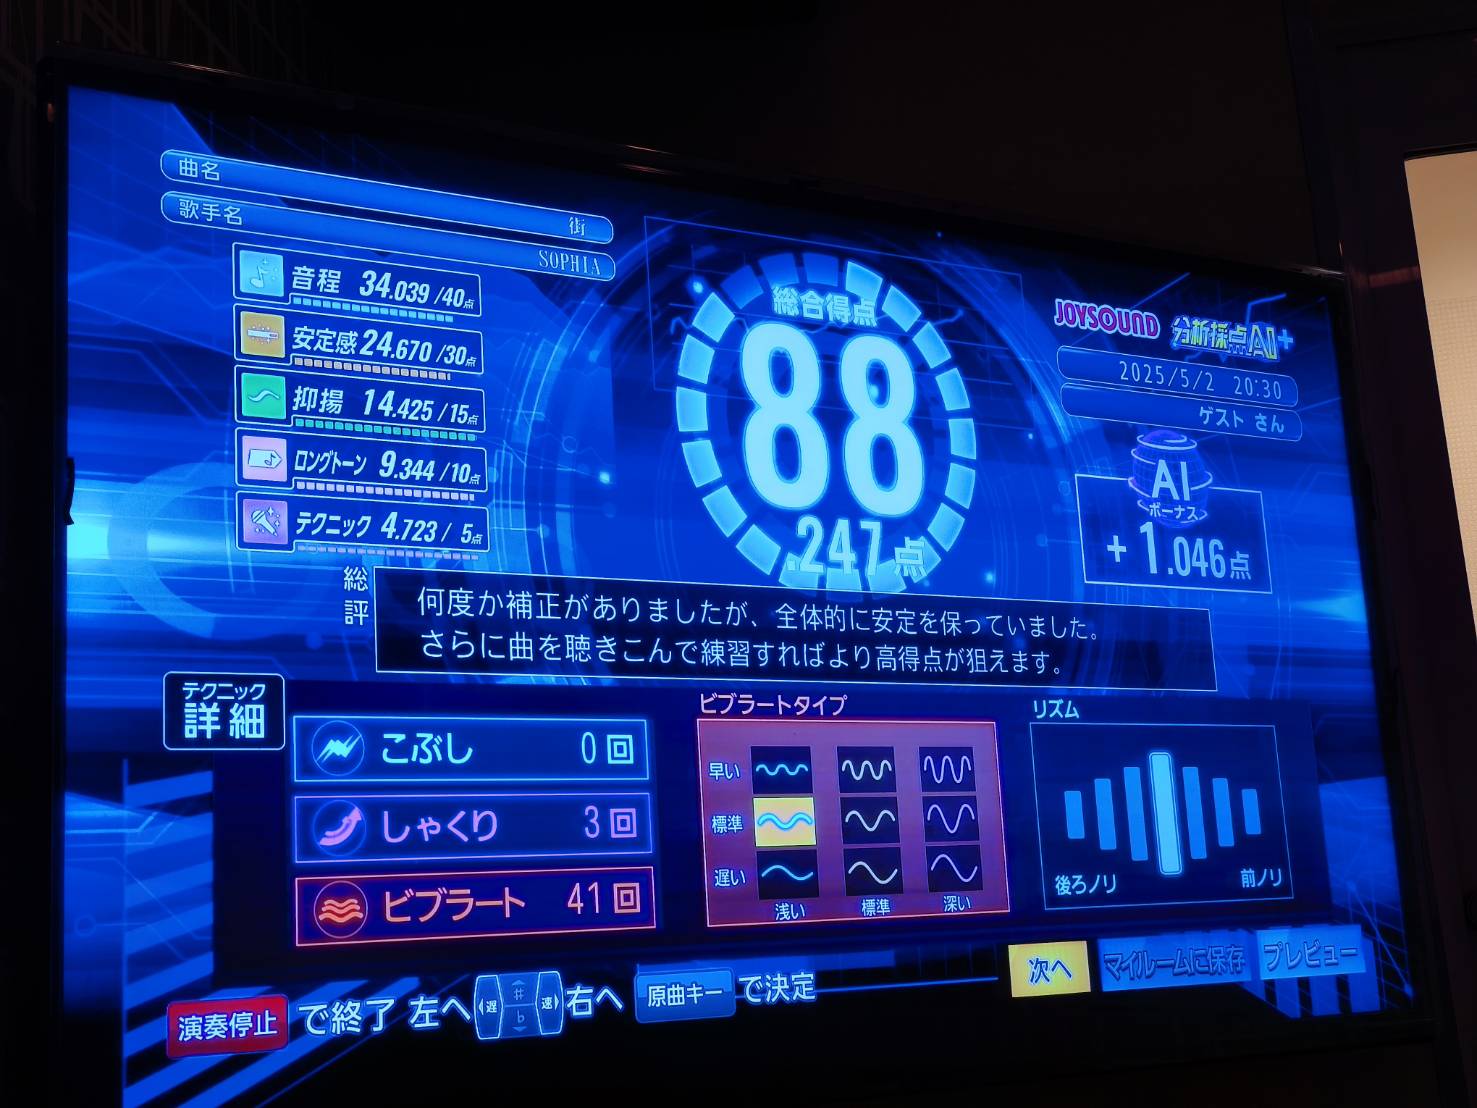 曲名
街
歌手名
SOPHIA
音程 34.039 /40点
安定感 24.670 /30点
抑揚 14.425 /15点
ロングトーン 9.344 /10点
テクニック 4.723 / 5点
総合得点
88
.247点
JOYSOUND 分析採点AI+
2025/5/2 20:30
ゲスト さん
AI
ボーナス
+1.046点
総評
何度か補正がありましたが、全体的に安定を保っていました。
さらに曲を聴きこんで練習すればより高得点が狙えます。
テクニック
詳細
こぶし 0回
しゃくり 3回
ビブラート 41回
ビブラートタイプ
早い
標準
遅い
浅い 標準 深い
リズム
後ろノリ 前ノリ
次へ マイルームに保存 プレビュー
演奏停止 で終了 左へ 遅 ♯ ♭ 速 右へ 原曲キー で決定